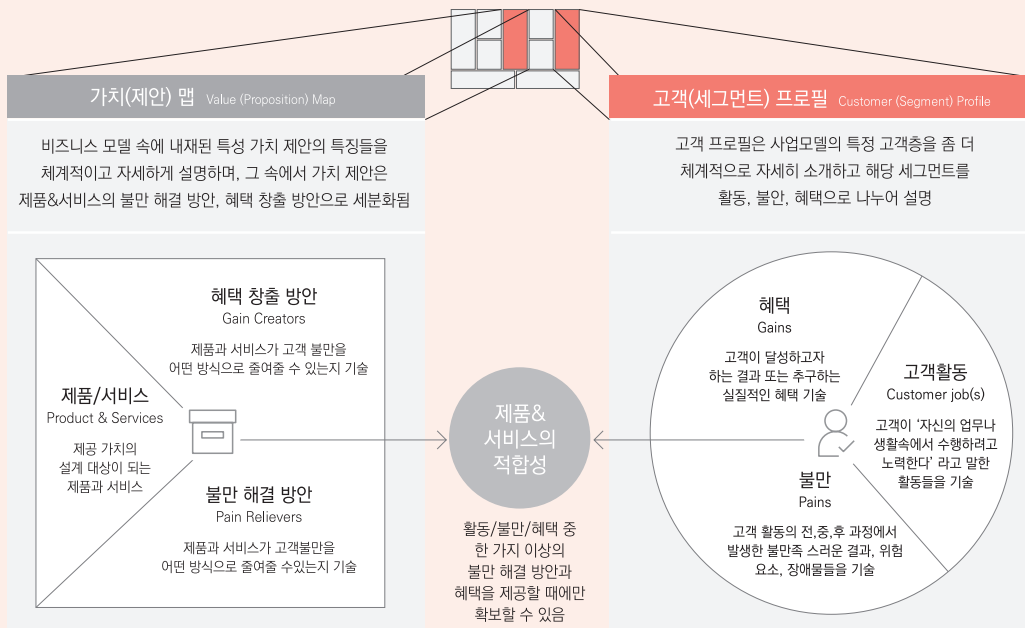 가치(제안) 맵 Value (Proposition) Map
비즈니스 모델 속에 내재된 특성 가치 제안의 특징들을
체계적이고 자세하게 설명하며, 그 속에서 가치 제안은
제품&서비스의 불만 해결 방안, 혜택 창출 방안으로 세분화됨
혜택 창출 방안
Gain Creators
제품과 서비스가 고객 불만을
어떤 방식으로 줄여줄 수 있는지 기술
제품/서비스
Product & Services
제공 가치의
설계 대상이 되는
제품과 서비스
불만 해결 방안
Pain Relievers
제품과 서비스가 고객불만을
어떤 방식으로 줄여줄 수있는지 기술
제품&
서비스의
적합성
활동/불만/혜택 중
한 가지 이상의
불만 해결 방안과
혜택을 제공할 때에만
확보할 수 있음
고객(세그먼트) 프로필 Customer (Segment) Profile
고객 프로필은 사업모델의 특정 고객층을 좀 더
체계적으로 자세히 소개하고 해당 세그먼트를
활동, 불안, 혜택으로 나누어 설명
혜택
Gains
고객이 달성하고자
하는 결과 또는 추구하는
실질적인 혜택 기술
고객활동
Customer job(s)
고객이 ‘자신의 업무나
생활속에서 수행하려고
노력한다’ 라고 말한
활동들을 기술
불만
Pains
고객 활동의 전,중,후 과정에서
발생한 불만족 스러운 결과, 위험
요소, 장애물들을 기술